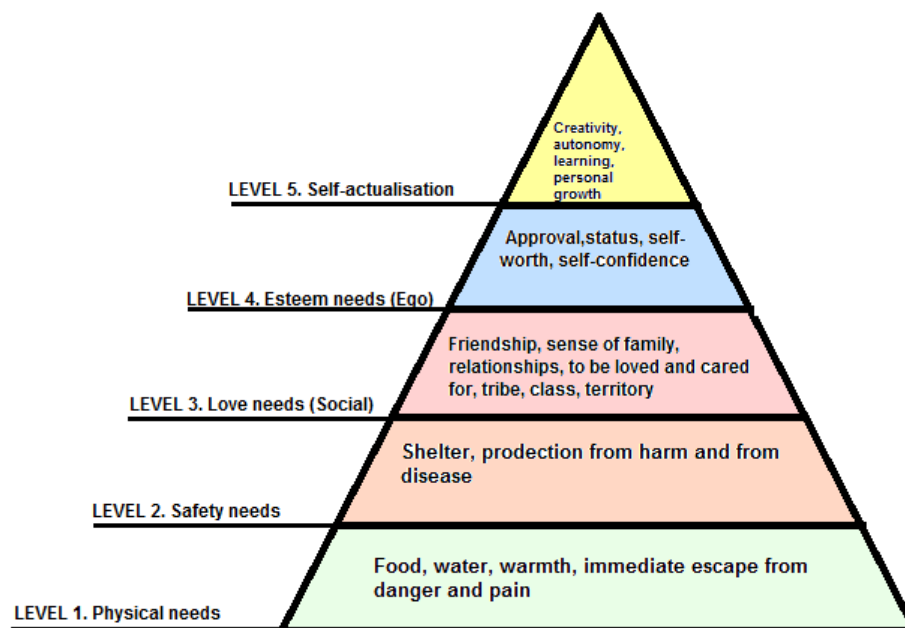 Creativity,
autonomy,
learning,
personal
growth
LEVEL 5. Self-actualisation
Approval,status, self-
worth, self-confidence
LEVEL 4. Esteem needs (Ego)
Friendship, sense of family,
relationships, to be loved and cared
for, tribe, class, territory
LEVEL 3. Love needs (Social)
Shelter, prodection from harm and from
disease
LEVEL 2. Safety needs
Food, water, warmth, immediate escape from
danger and pain
LEVEL 1. Physical needs